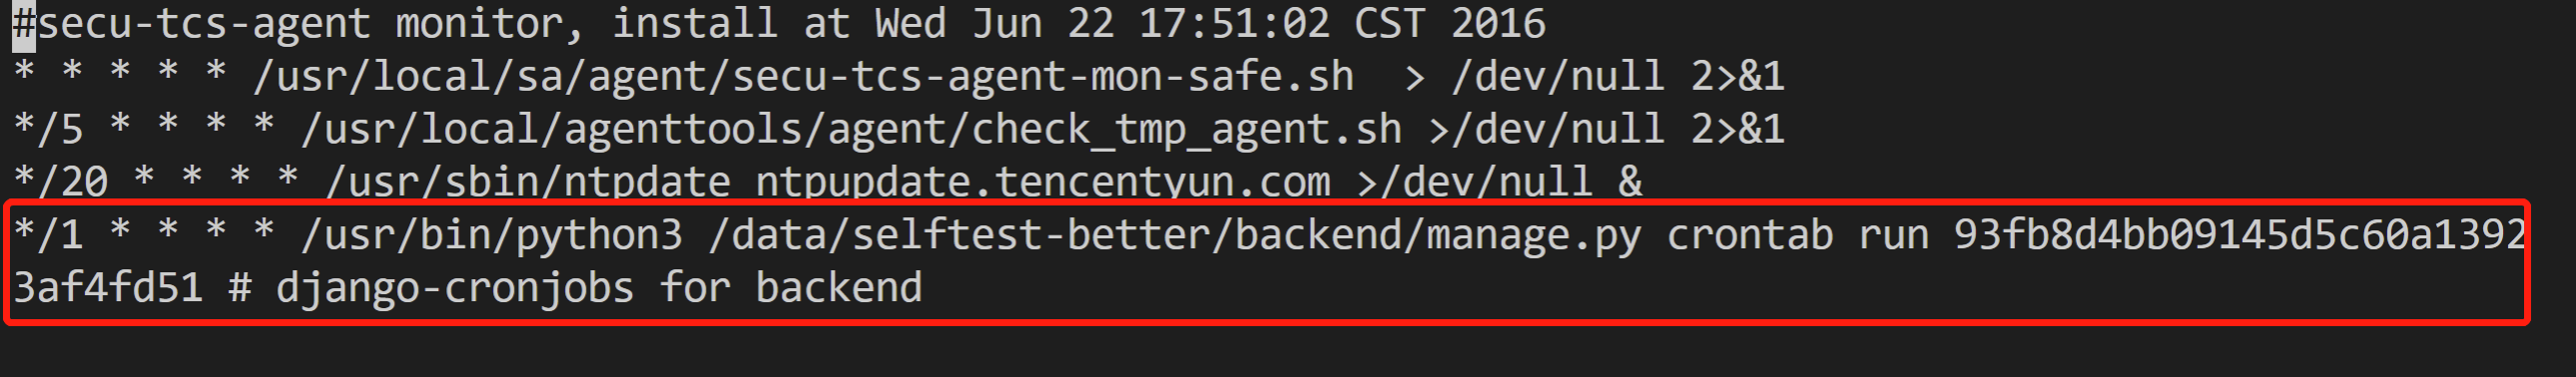 #secu-tcs-agent monitor, install at Wed Jun 22 17:51:02 CST 2016
* * * * * /usr/local/sa/agent/secu-tcs-agent-mon-safe.sh  > /dev/null 2>&1
*/5 * * * * /usr/local/agenttools/agent/check_tmp_agent.sh >/dev/null 2>&1
*/20 * * * * /usr/sbin/ntpdate ntpupdate.tencentyun.com >/dev/null &
*/1 * * * * /usr/bin/python3 /data/selftest-better/backend/manage.py crontab run 93fb8d4bb09145d5c60a1392
3af4fd51 # django-cronjobs for backend